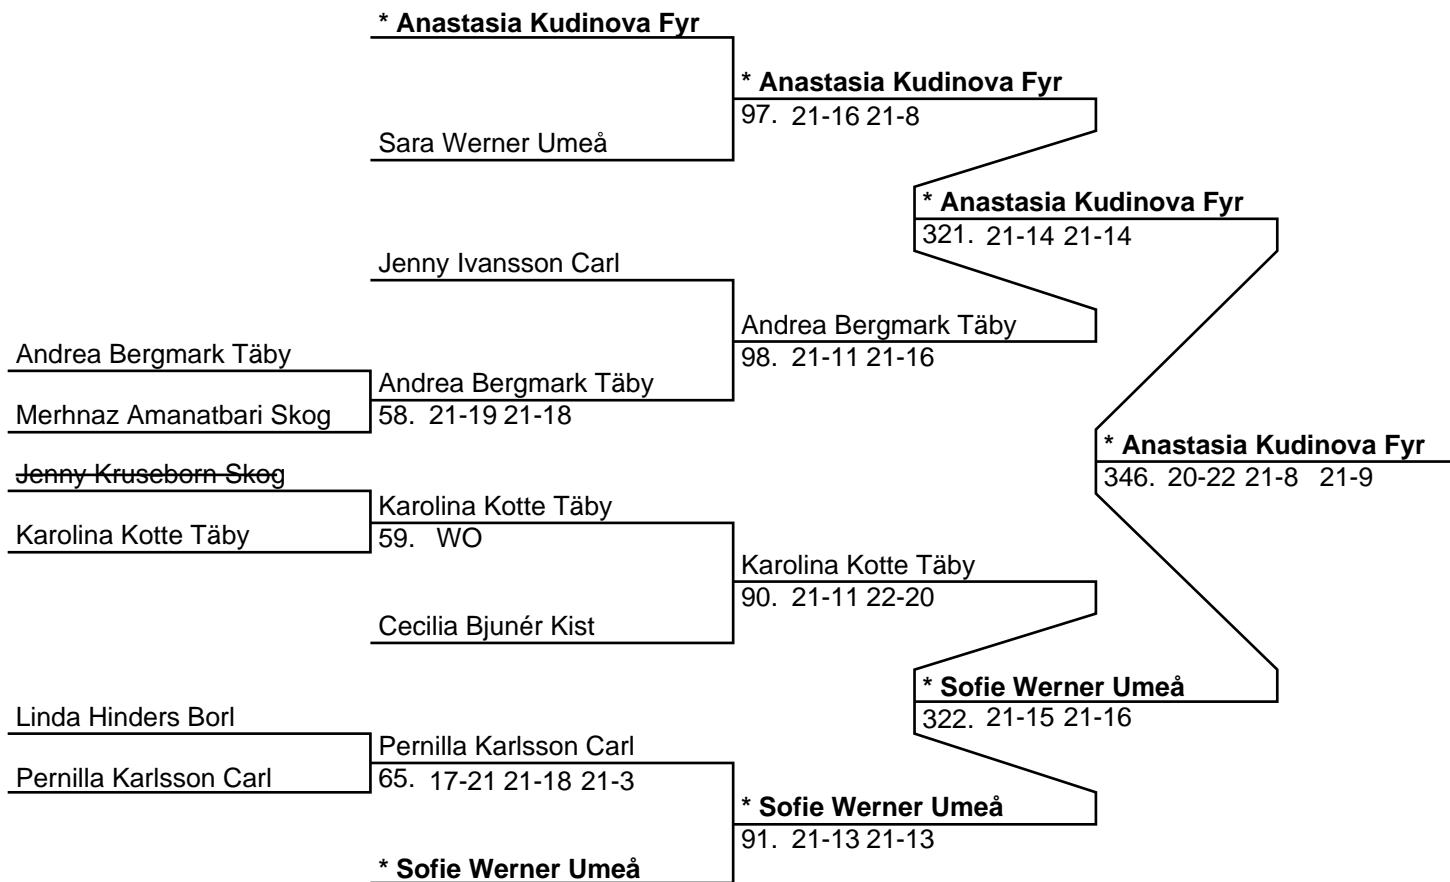 * Anastasia Kudinova Fyr
* Anastasia Kudinova Fyr
97. 21-16 21-8
Sara Werner Umeå
* Anastasia Kudinova Fyr
321. 21-14 21-14
Jenny Ivansson Carl
Andrea Bergmark Täby
98. 21-11 21-16
Andrea Bergmark Täby
Andrea Bergmark Täby
58. 21-19 21-18
Merhnaz Amanatbari Skog
* Anastasia Kudinova Fyr
346. 20-22 21-8 21-9
Jenny Kruseborn Skog
Karolina Kotte Täby
59. WO
Karolina Kotte Täby
Karolina Kotte Täby
90. 21-11 22-20
Cecilia Bjunér Kist
* Sofie Werner Umeå
322. 21-15 21-16
Linda Hinders Borl
Pernilla Karlsson Carl
65. 17-21 21-18 21-3
Pernilla Karlsson Carl
* Sofie Werner Umeå
91. 21-13 21-13
* Sofie Werner Umeå